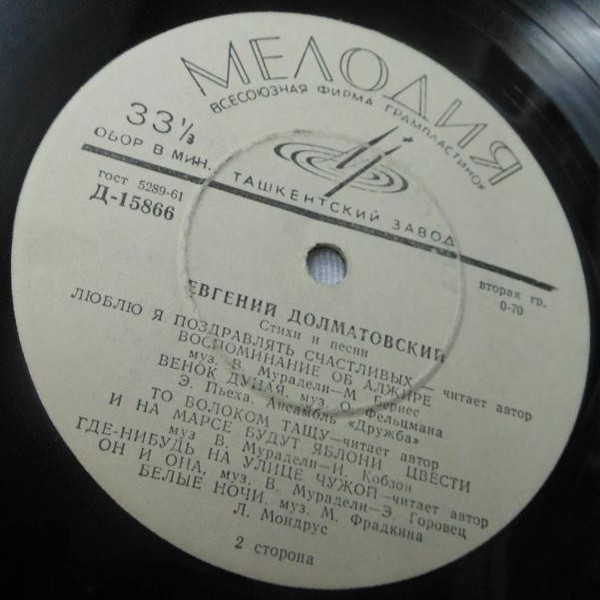 МЕЛОДИЯ
ВСЕСОЮЗНАЯ ФИРМА ГРАМПЛАСТИНОК
33⅓
ОБОР В МИН.
ТАШКЕНТСКИЙ ЗАВОД
ГОСТ 5289-61
Д-15866
вторая гр.
0-70
ЕВГЕНИЙ ДОЛМАТОВСКИЙ
Стихи и песни
ЛЮБЛЮ Я ПОЗДРАВЛЯТЬ СЧАСТЛИВЫХ — читает автор
ВОСПОМИНАНИЕ ОБ АЛЖИРЕ
муз. В. Мурадели—М. Бернес
ВЕНОК ДУНАЯ, муз. О. Фельцмана
Э. Пьеха, Ансамбль «Дружба»
ТО ВОЛОКОМ ТАЩУ—читает автор
И НА МАРСЕ БУДУТ ЯБЛОНИ ЦВЕСТИ
муз В. Мурадели—И. Кобзон
ГДЕ-НИБУДЬ НА УЛИЦЕ ЧУЖОЙ—читает автор
ОН И ОНА, муз. В. Мурадели—Э. Горовец
БЕЛЫЕ НОЧИ, муз. М. Фрадкина
Л. Мондрус
2 сторона